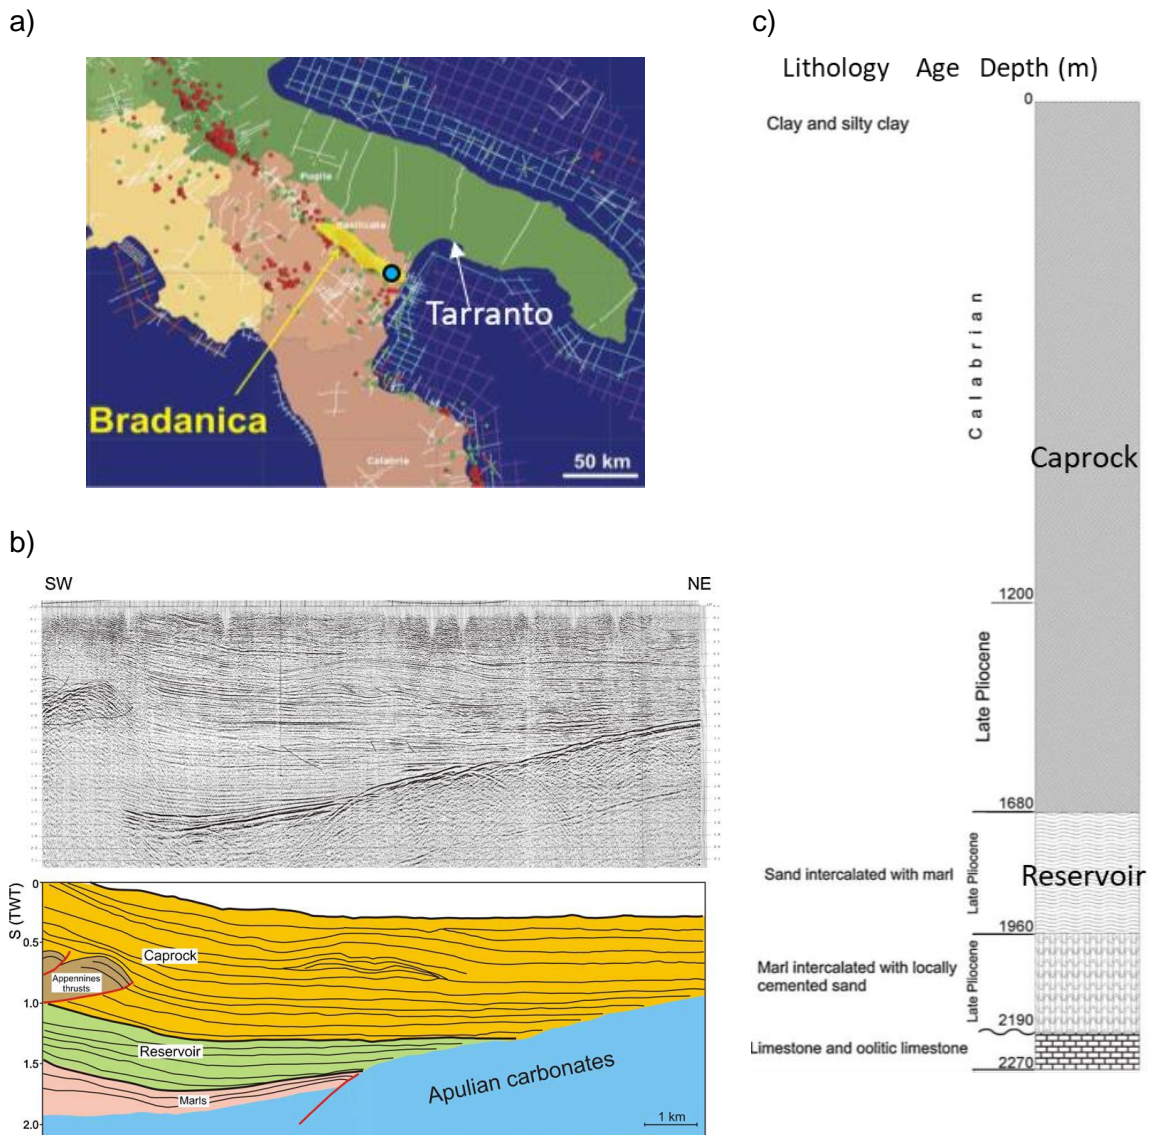 a)
Puglia
Basilicata
Tarranto
Bradanica
Calabria
50 km
b)
SW
NE
S (TWT)
0
0.5
1.0
1.5
2.0
Caprock
Appennines
thrusts
Reservoir
Marls
Apulian carbonates
1 km
c)
Lithology Age Depth (m)
0
Clay and silty clay
Calabrian
Caprock
1200
Late Pliocene
1680
Sand intercalated with marl
Late Pliocene
Reservoir
1960
Marl intercalated with locally
cemented sand
Late Pliocene
2190
Limestone and oolitic limestone
2270